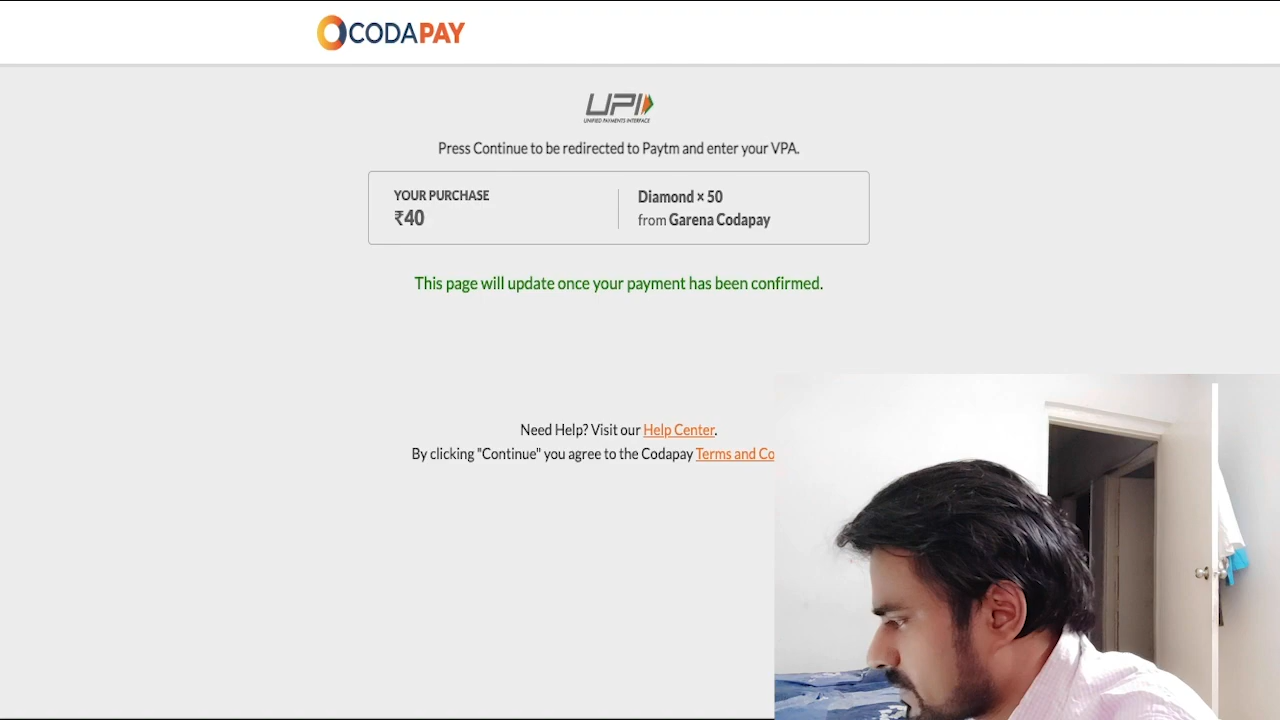 CODAPAY
UPI
UNIFIED PAYMENTS INTERFACE
Press Continue to be redirected to Paytm and enter your VPA.
YOUR PURCHASE
₹40
Diamond × 50
from Garena Codapay
This page will update once your payment has been confirmed.
Need Help? Visit our Help Center.
By clicking "Continue" you agree to the Codapay Terms and Co